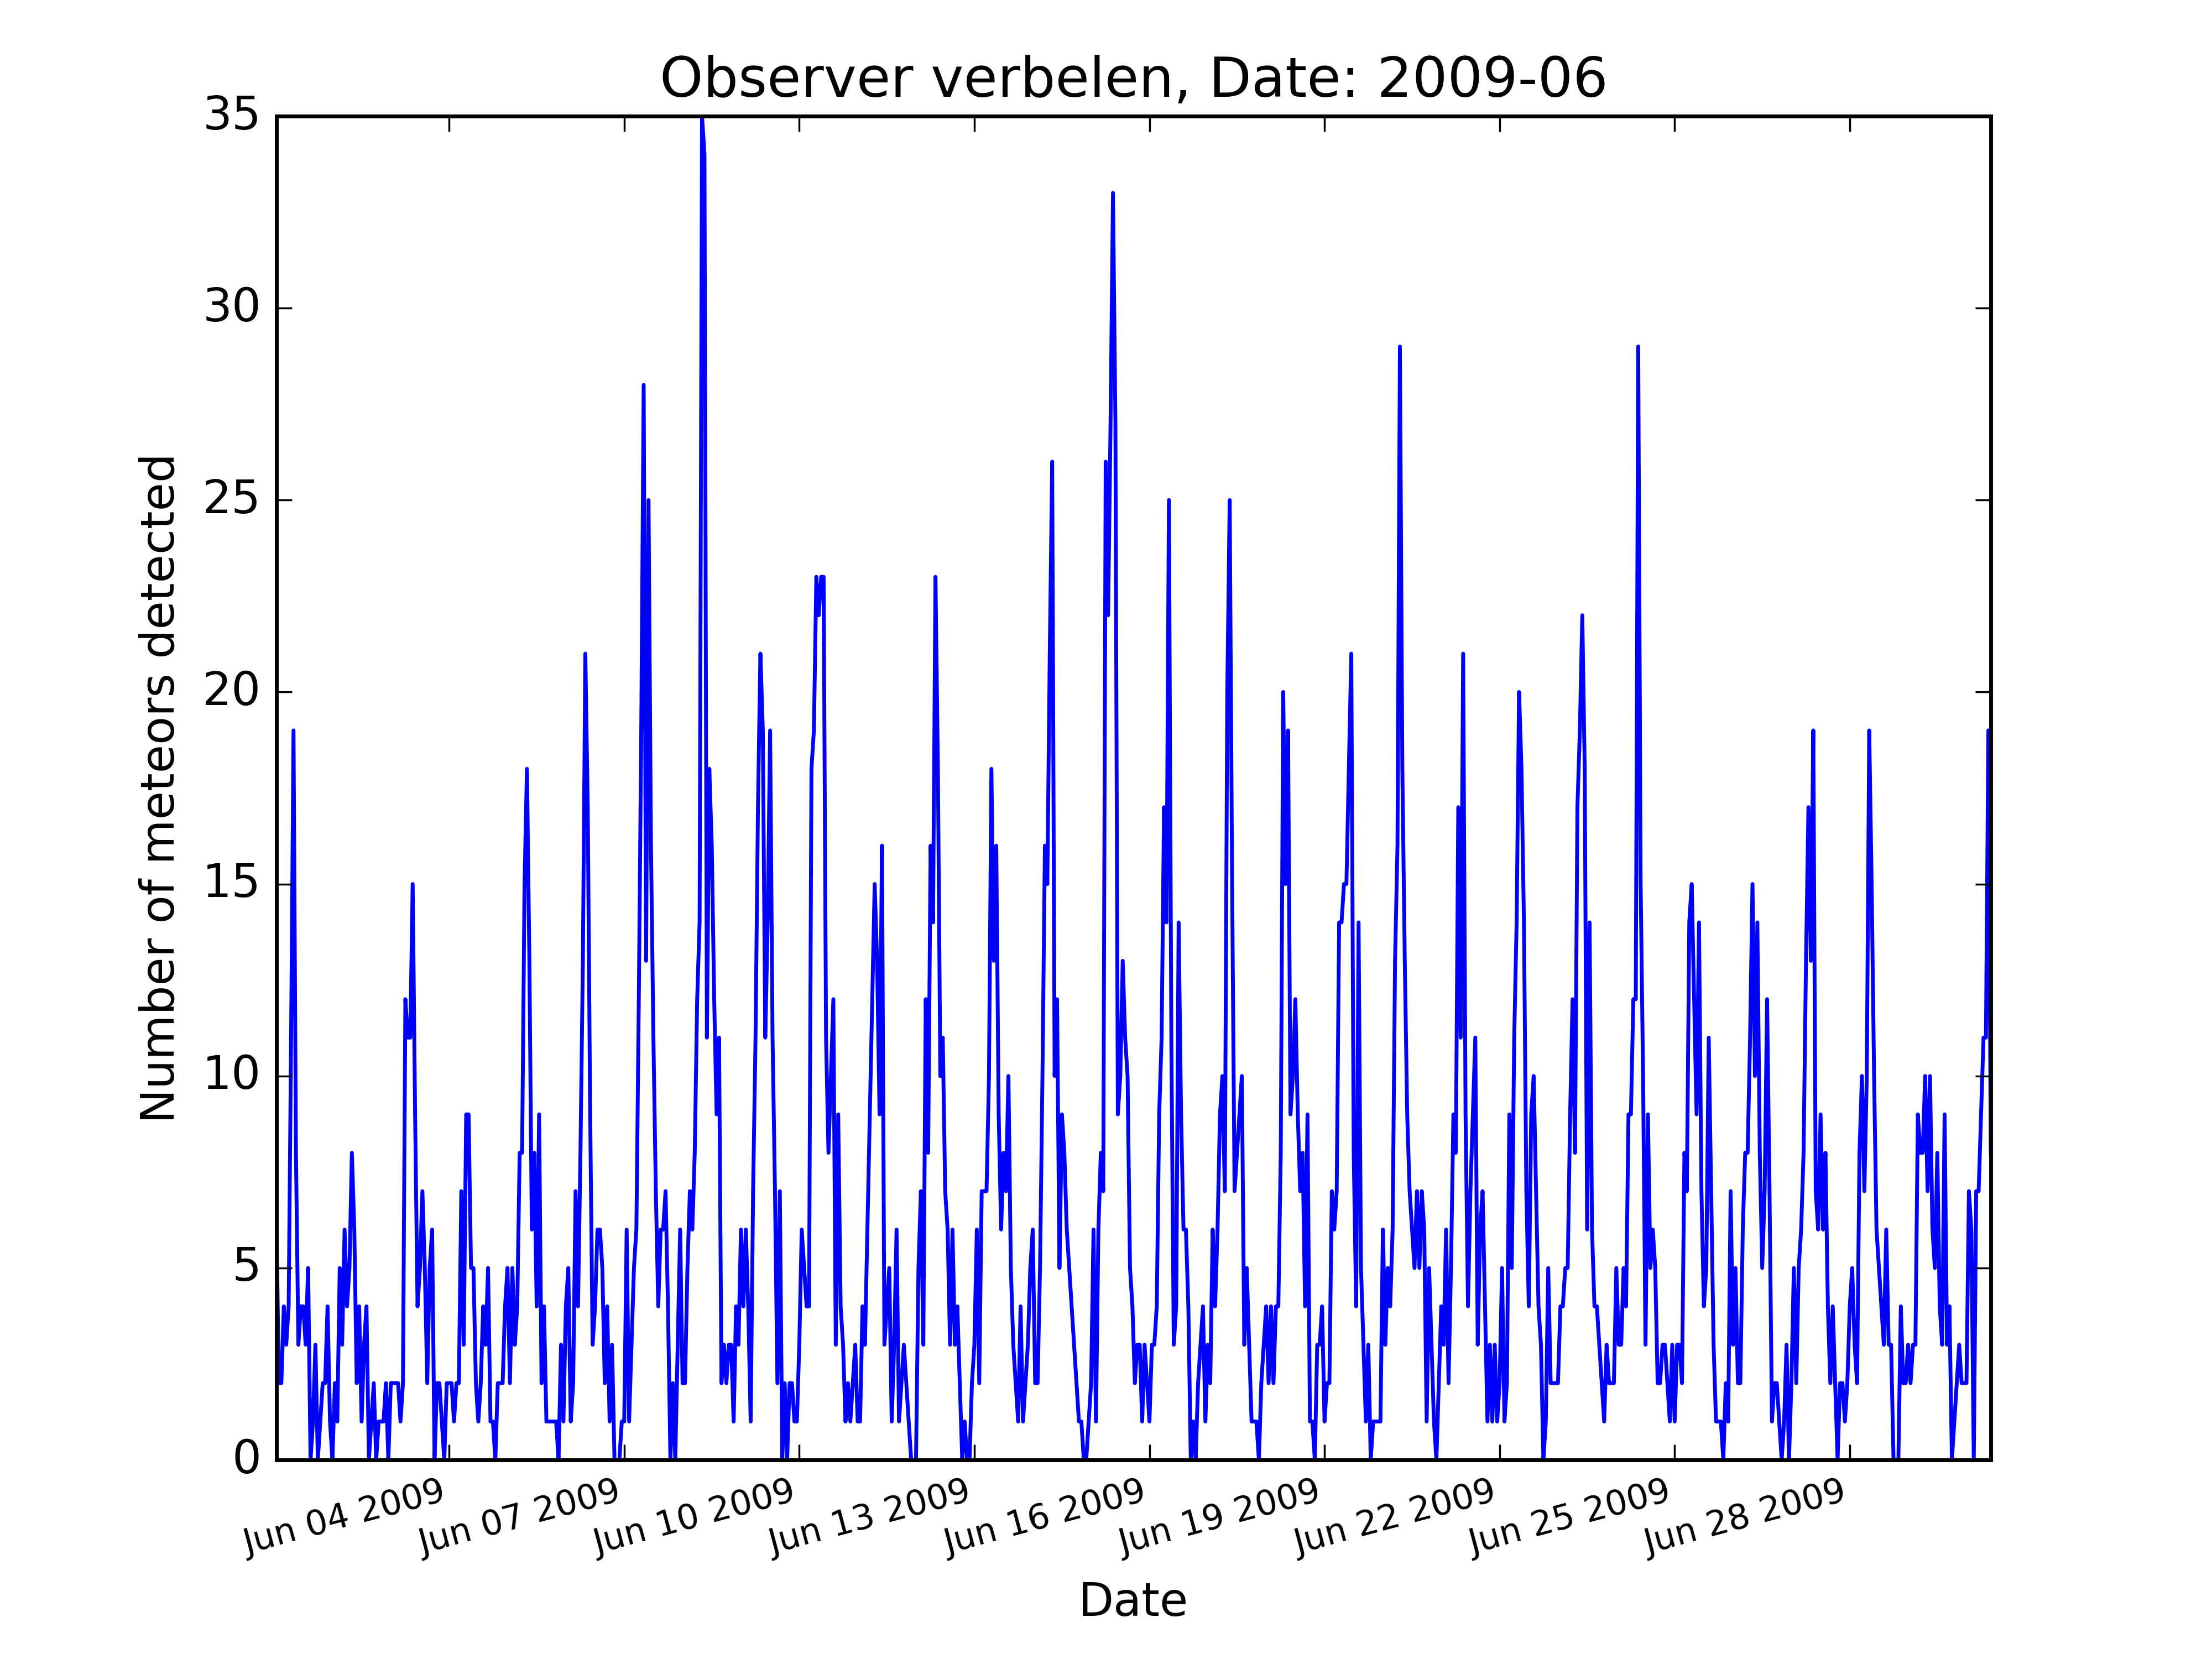 Observer verbelen, Date: 2009-06
35
30
25
20
15
10
5
0
Number of meteors detected
Jun 04 2009
Jun 07 2009
Jun 10 2009
Jun 13 2009
Jun 16 2009
Jun 19 2009
Jun 22 2009
Jun 25 2009
Jun 28 2009
Date